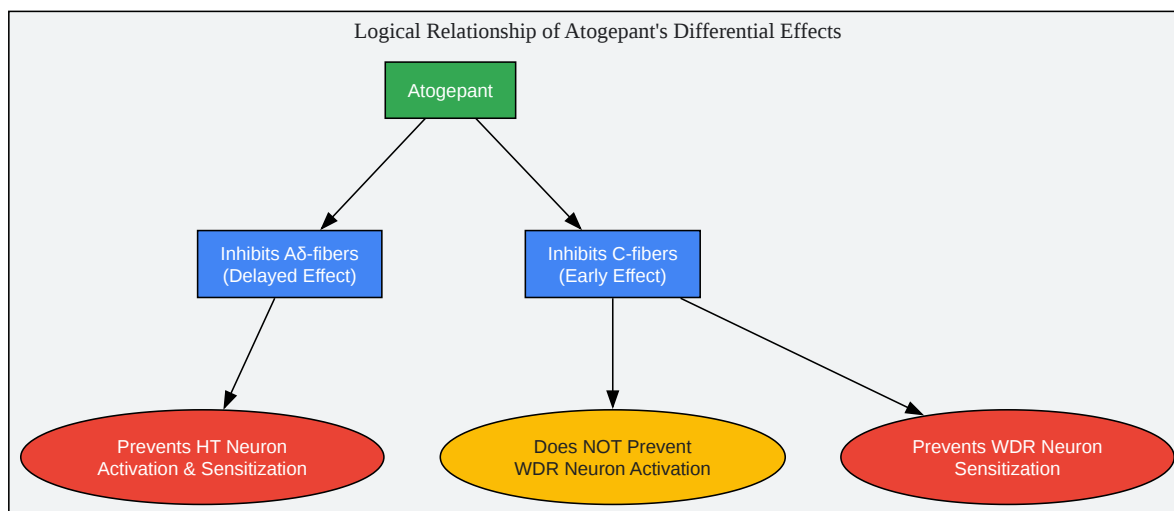 Logical Relationship of Atogepant's Differential Effects
Atogepant
Inhibits Aδ-fibers
(Delayed Effect)
Inhibits C-fibers
(Early Effect)
Prevents HT Neuron
Activation & Sensitization
Does NOT Prevent
WDR Neuron Activation
Prevents WDR Neuron
Sensitization